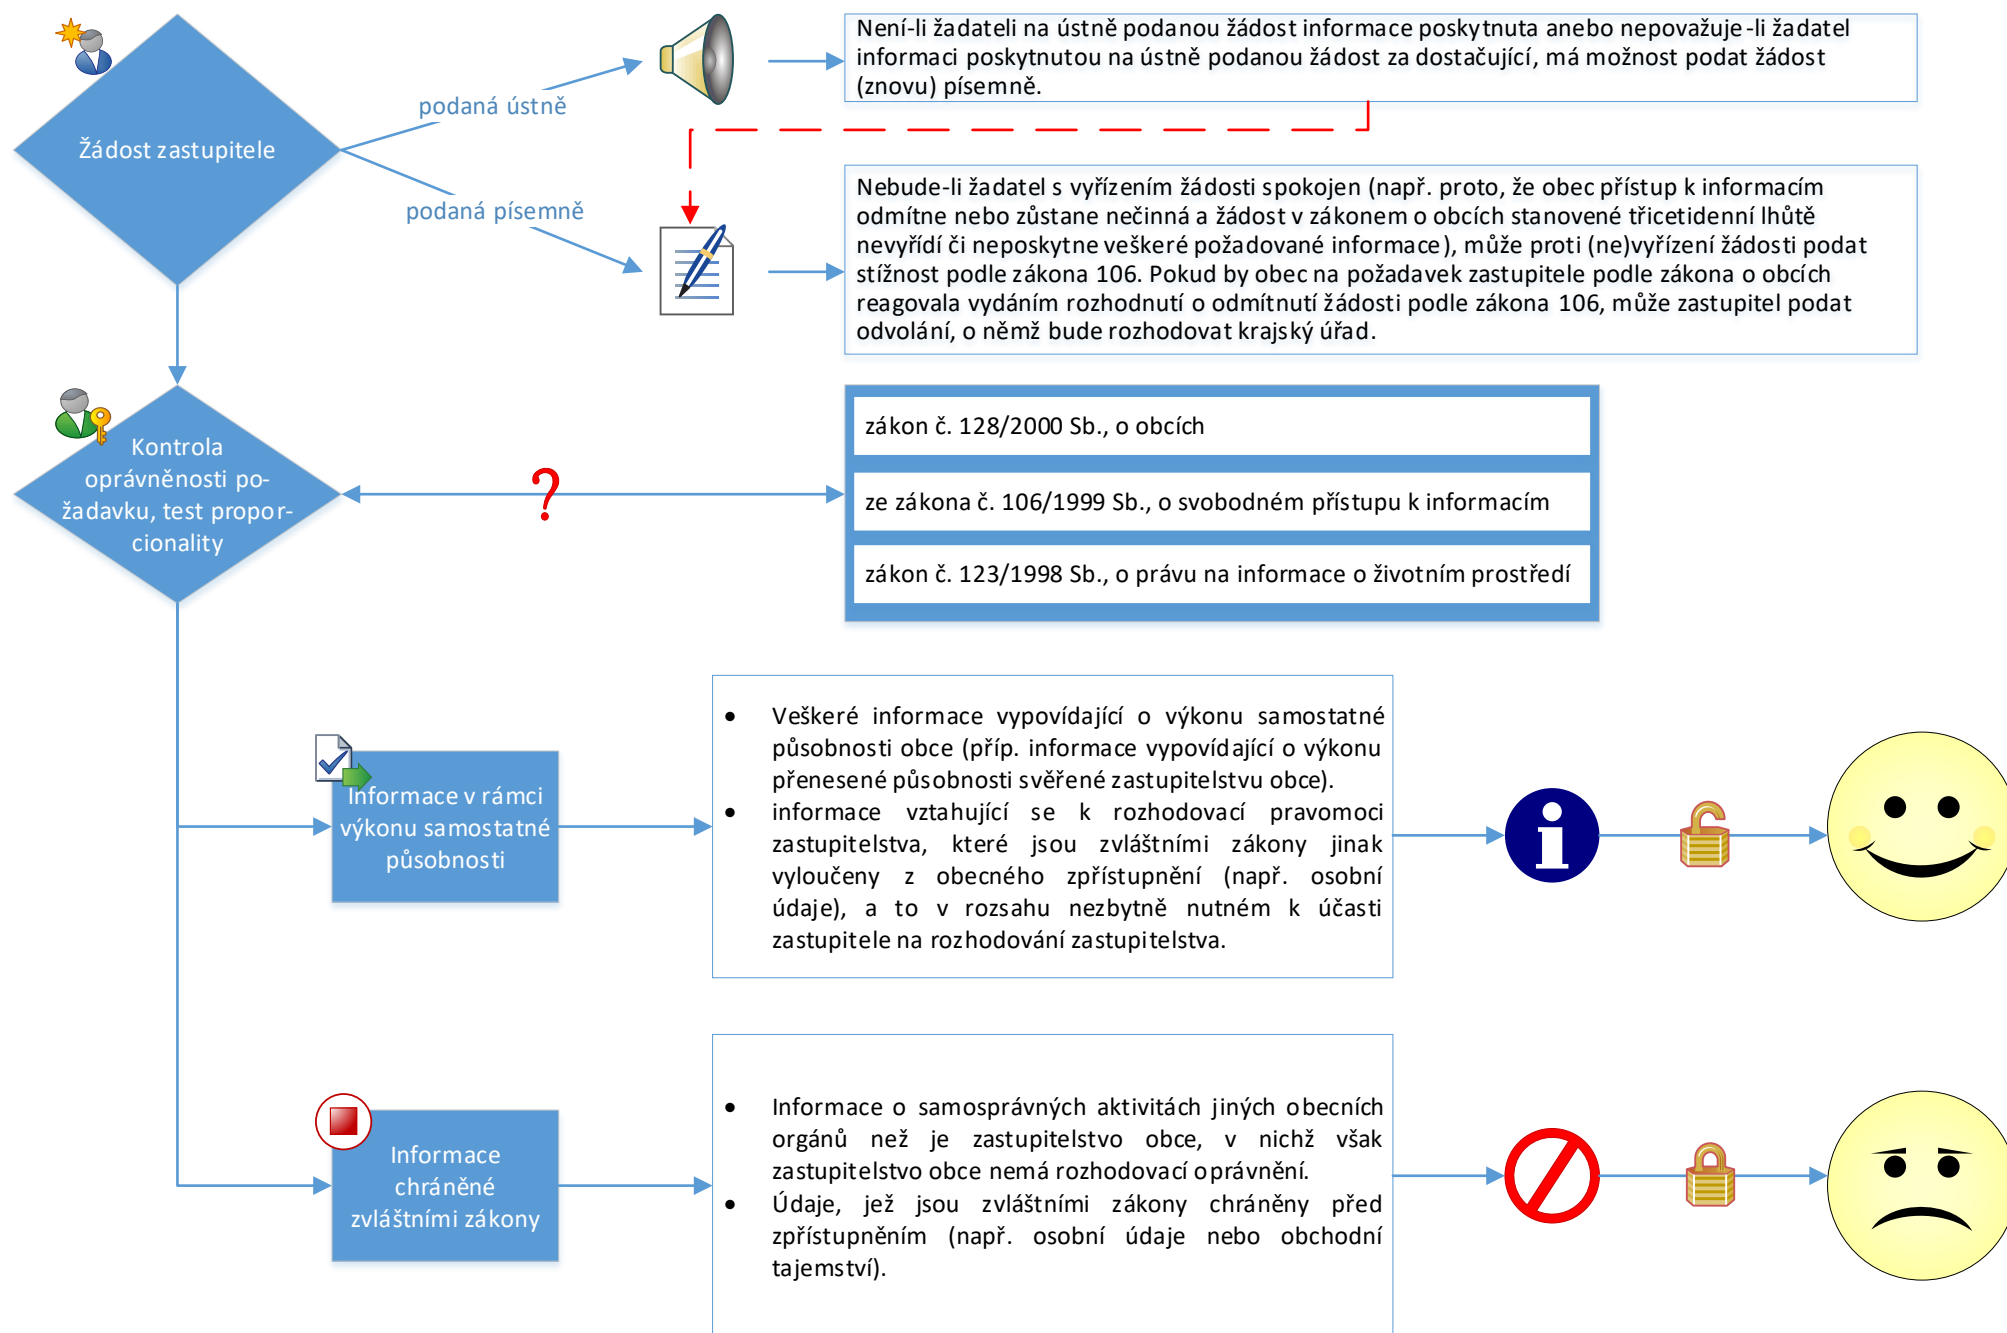 Žádost zastupitele
podaná ústně
Není-li žadateli na ústně podanou žádost informace poskytnuta anebo nepovažuje-li žadatel
informaci poskytnutou na ústně podanou žádost za dostačující, má možnost podat žádost
(znovu) písemně.
podaná písemně
Nebude-li žadatel s vyřízením žádosti spokojen (např. proto, že obec přístup k informacím
odmítne nebo zůstane nečinná a žádost v zákonem o obcích stanovené třicetidenní lhůtě
nevyřídí či neposkytne veškeré požadované informace), může proti (ne)vyřízení žádosti podat
stížnost podle zákona 106. Pokud by obec na požadavek zastupitele podle zákona o obcích
reagovala vydáním rozhodnutí o odmítnutí žádosti podle zákona 106, může zastupitel podat
odvolání, o němž bude rozhodovat krajský úřad.
Kontrola
oprávněnosti po-
žadavku, test propor-
cionality
?
zákon č. 128/2000 Sb., o obcích
ze zákona č. 106/1999 Sb., o svobodném přístupu k informacím
zákon č. 123/1998 Sb., o právu na informace o životním prostředí
Informace v rámci
výkonu samostatné
působnosti
• Veškeré informace vypovídající o výkonu samostatné
působnosti obce (příp. informace vypovídající o výkonu
přenesené působnosti svěřené zastupitelstvu obce).
• informace vztahující se k rozhodovací pravomoci
zastupitelstva, které jsou zvláštními zákony jinak
vyloučeny z obecného zpřístupnění (např. osobní
údaje), a to v rozsahu nezbytně nutném k účasti
zastupitele na rozhodování zastupitelstva.
i
Informace
chráněné
zvláštními zákony
• Informace o samosprávných aktivitách jiných obecních
orgánů než je zastupitelstvo obce, v nichž však
zastupitelstvo obce nemá rozhodovací oprávnění.
• Údaje, jež jsou zvláštními zákony chráněny před
zpřístupněním (např. osobní údaje nebo obchodní
tajemství).